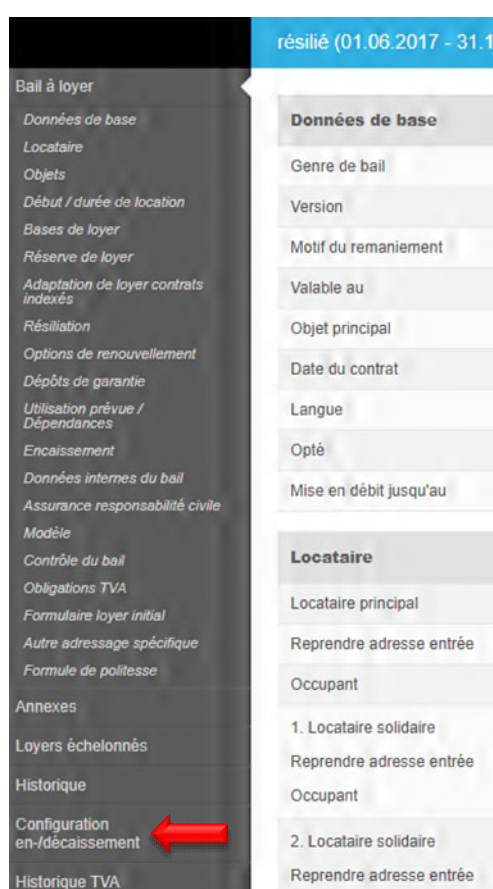 résilié (01.06.2017 - 31.1
Bail à loyer
Données de base
Locataire
Objets
Début / durée de location
Bases de loyer
Réserve de loyer
Adaptation de loyer contrats
indexés
Résiliation
Options de renouvellement
Dépôts de garantie
Utilisation prévue /
Dépendances
Encaissement
Données internes du bail
Assurance responsabilité civile
Modèle
Contrôle du bail
Obligations TVA
Formulaire loyer initial
Autre adressage spécifique
Formule de politesse
Annexes
Loyers échelonnés
Historique
Configuration
en-/décaissement
Historique TVA
Données de base
Genre de bail
Version
Motif du remaniement
Valable au
Objet principal
Date du contrat
Langue
Opté
Mise en débit jusqu'au
Locataire
Locataire principal
Reprendre adresse entrée
Occupant
1. Locataire solidaire
Reprendre adresse entrée
Occupant
2. Locataire solidaire
Reprendre adresse entrée